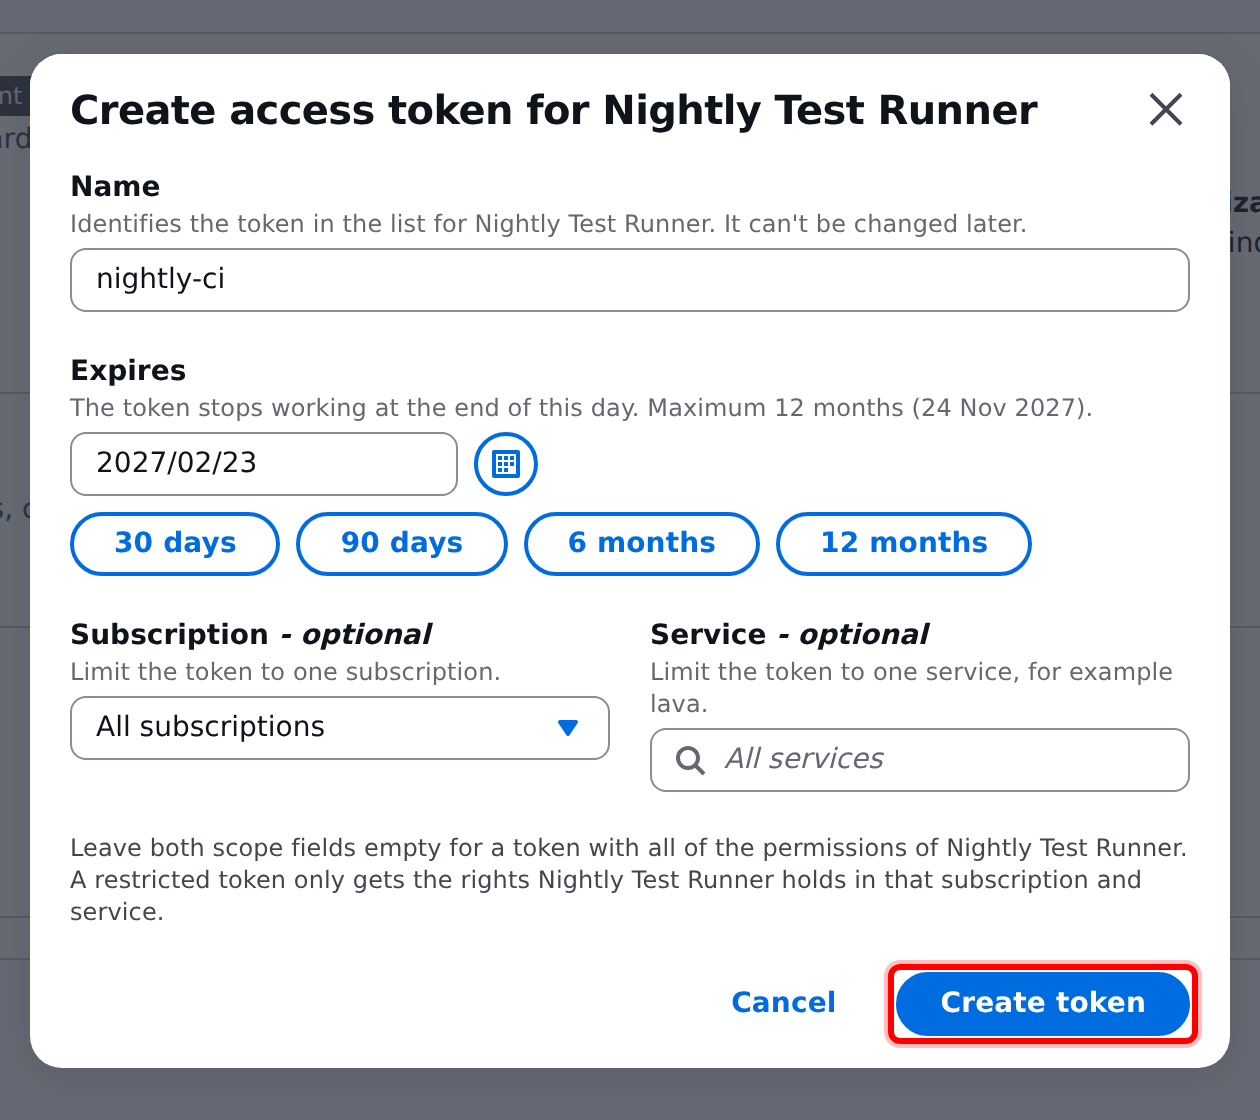 Create access token for Nightly Test Runner
Name
Identifies the token in the list for Nightly Test Runner. It can't be changed later.
nightly-ci
Expires
The token stops working at the end of this day. Maximum 12 months (24 Nov 2027).
2027/02/23
30 days
90 days
6 months
12 months
Subscription - optional
Limit the token to one subscription.
All subscriptions
Service - optional
Limit the token to one service, for example
lava.
All services
Leave both scope fields empty for a token with all of the permissions of Nightly Test Runner.
A restricted token only gets the rights Nightly Test Runner holds in that subscription and
service.
Cancel
Create token